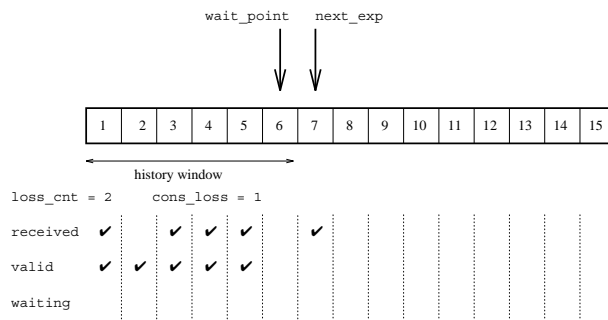 wait_point next_exp
1 2 3 4 5 6 7 8 9 10 11 12 13 14 15
history window
loss_cnt = 2 cons_loss = 1
received ✔ ✔ ✔ ✔ ✔
valid ✔ ✔ ✔ ✔ ✔
waiting